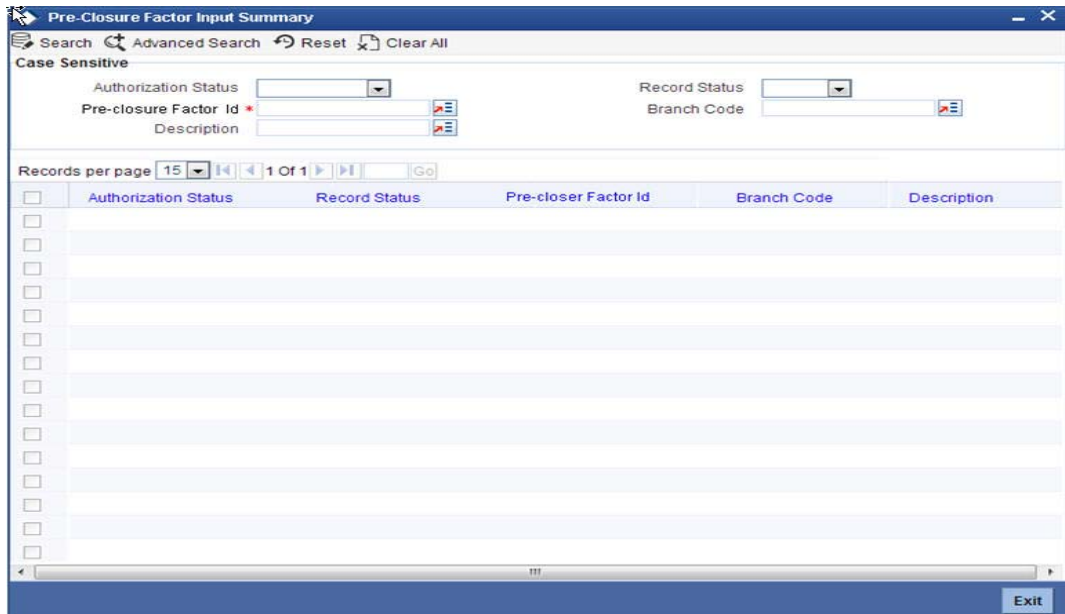 Pre-Closure Factor Input Summary
Search Advanced Search Reset Clear All
Case Sensitive
Authorization Status Record Status
Pre-closure Factor Id * Branch Code
Description
Records per page 15 1 Of 1 Go
Authorization Status Record Status Pre-closer Factor Id Branch Code Description
Exit